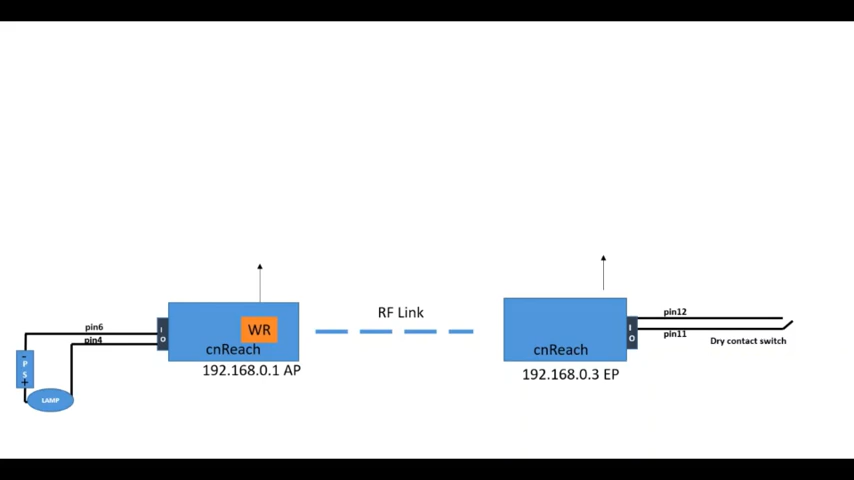 RF Link
pin12
pin6
WR
I
O
I
O
pin11
pin4
cnReach
cnReach
Dry contact switch
-
P
S
+
192.168.0.1 AP
192.168.0.3 EP
LAMP